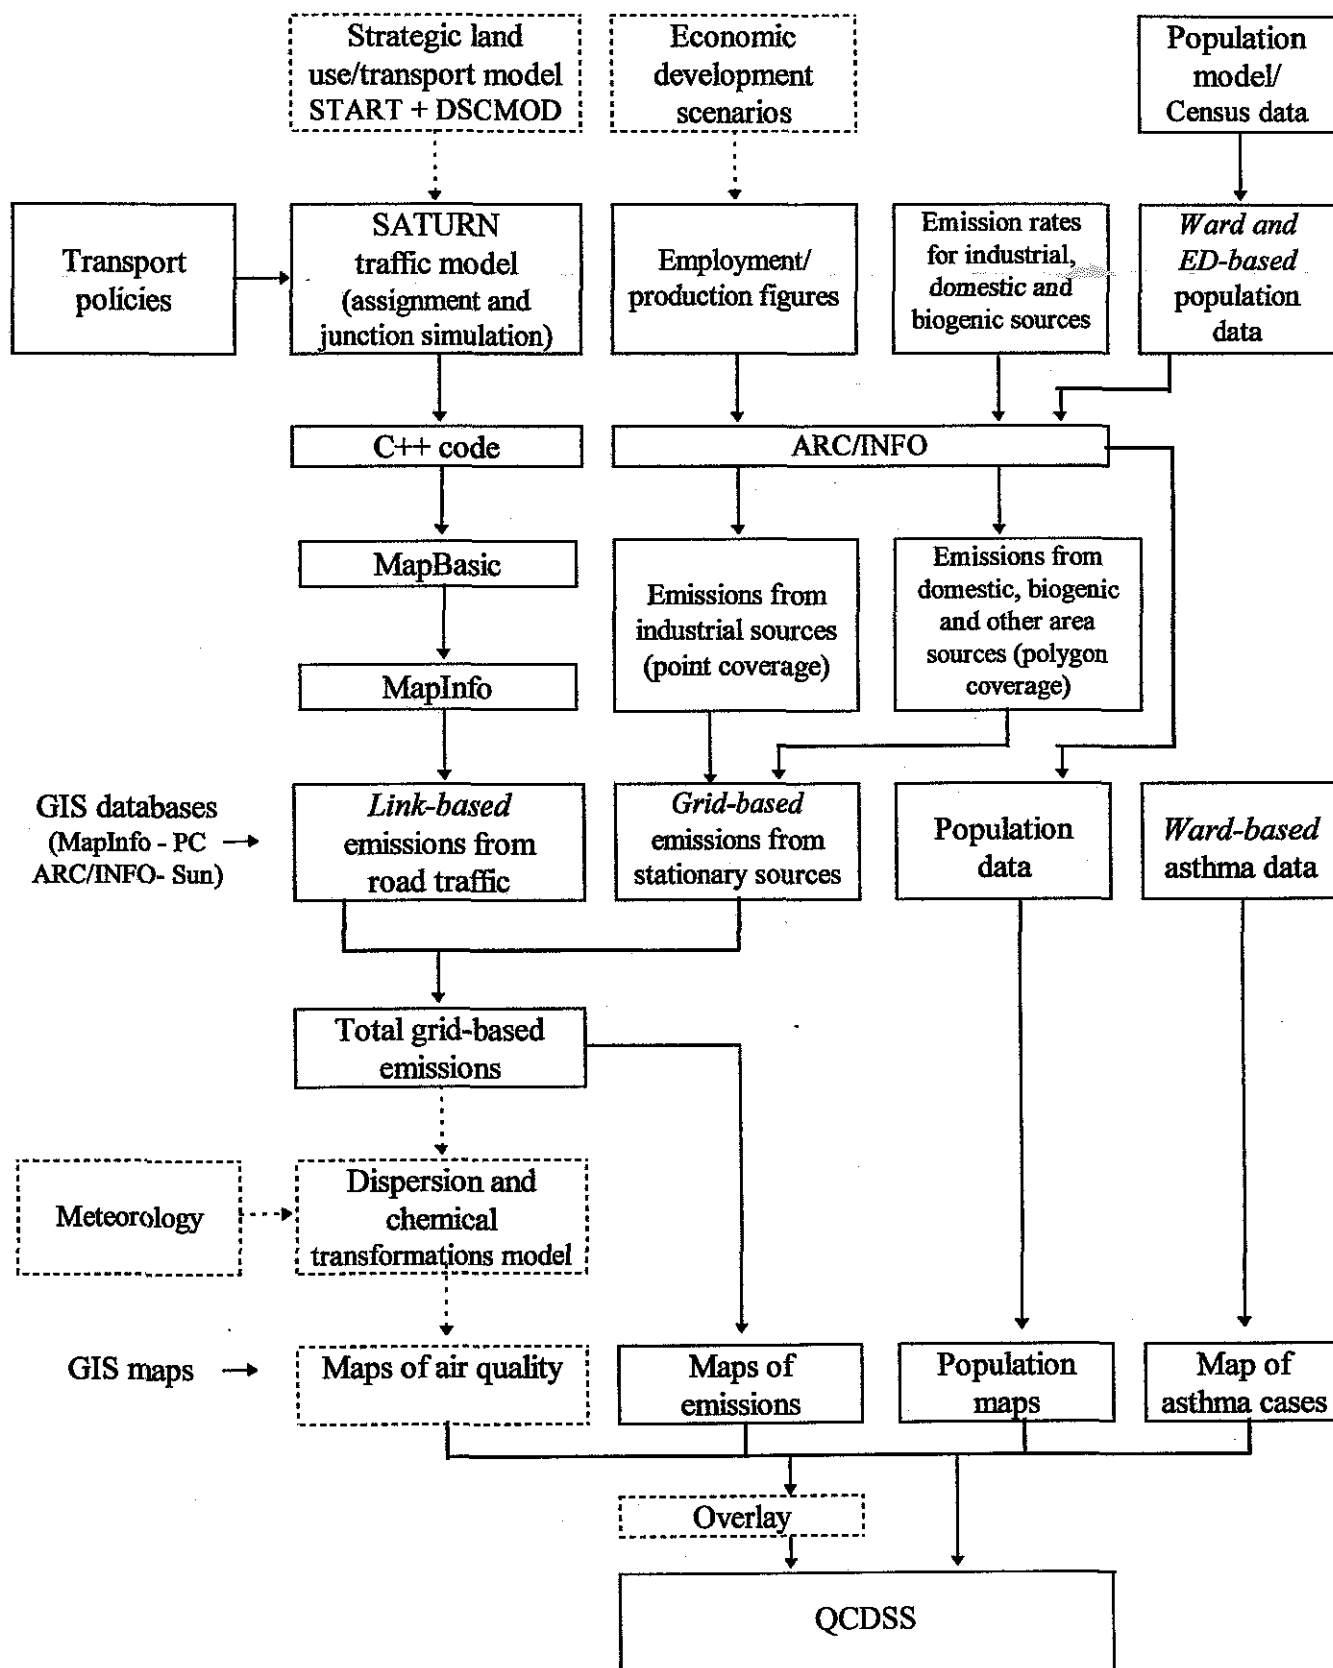 Strategic land
use/transport model
START + DSCMOD
Economic
development
scenarios
Population
model/
Census data
Transport
policies
SATURN
traffic model
(assignment and
junction simulation)
Employment/
production figures
Emission rates
for industrial,
domestic and
biogenic sources
Ward and
ED-based
population
data
C++ code
ARC/INFO
MapBasic
MapInfo
Emissions from
industrial sources
(point coverage)
Emissions from
domestic, biogenic
and other area
sources (polygon
coverage)
GIS databases
(MapInfo - PC
ARC/INFO- Sun)
Link-based
emissions from
road traffic
Grid-based
emissions from
stationary sources
Population
data
Ward-based
asthma data
Total grid-based
emissions
Meteorology
Dispersion and
chemical
transformations model
GIS maps
Maps of air quality
Maps of
emissions
Population
maps
Map of
asthma cases
Overlay
QCDSS